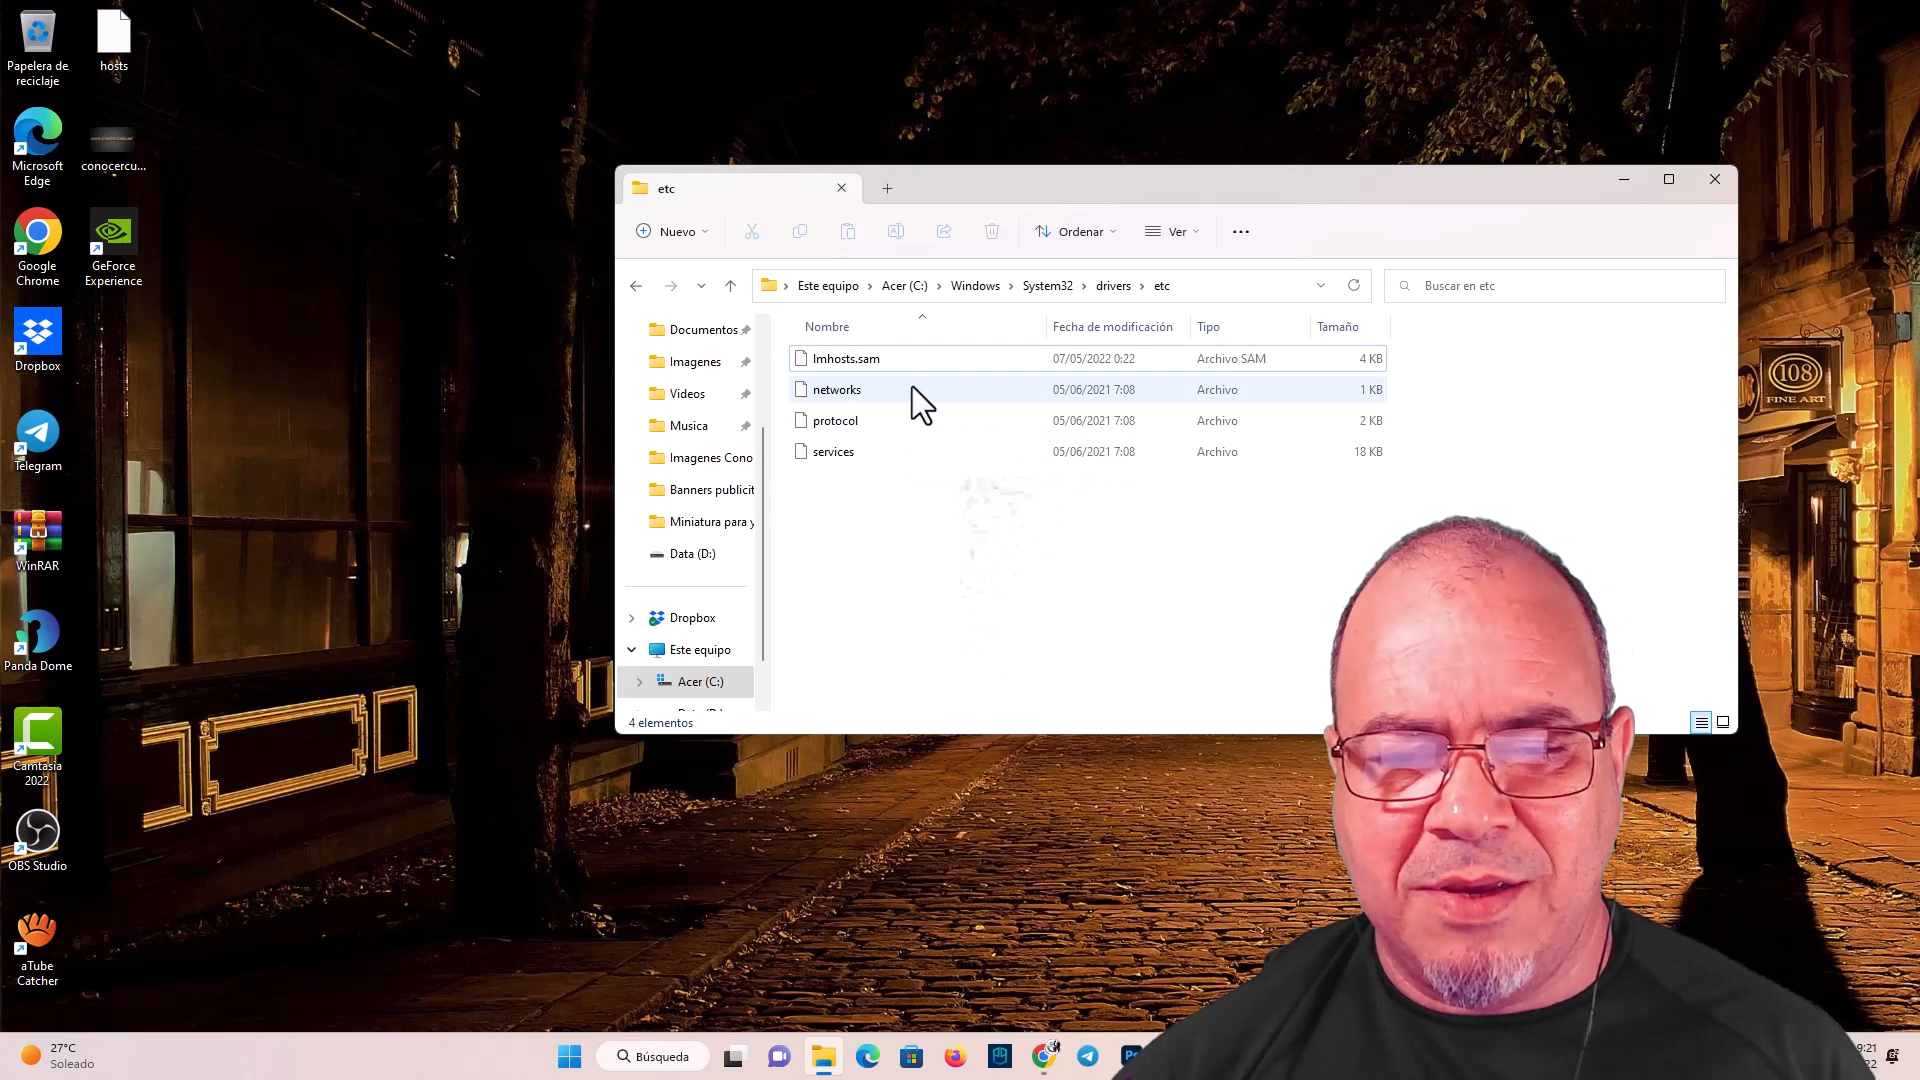 Papelera de
reciclaje
hosts
Microsoft
Edge
conocercu...
Google
Chrome
GeForce
Experience
Dropbox
Telegram
WinRAR
Panda Dome
Camtasia
2022
OBS Studio
aTube
Catcher
etc
Nuevo
Ordenar
Ver
Este equipo
Acer (C:)
Windows
System32
drivers
etc
Buscar en etc
Documentos
Imagenes
Videos
Musica
Imagenes Cono
Banners publicit
Miniatura para y
Data (D:)
Dropbox
Este equipo
Acer (C:)
Nombre
Fecha de modificación
Tipo
Tamaño
lmhosts.sam 07/05/2022 0:22 Archivo SAM 4 KB
networks 05/06/2021 7:08 Archivo 1 KB
protocol 05/06/2021 7:08 Archivo 2 KB
services 05/06/2021 7:08 Archivo 18 KB
4 elementos
108
FINE ART
27°C
Soleado
Búsqueda
9:21
22